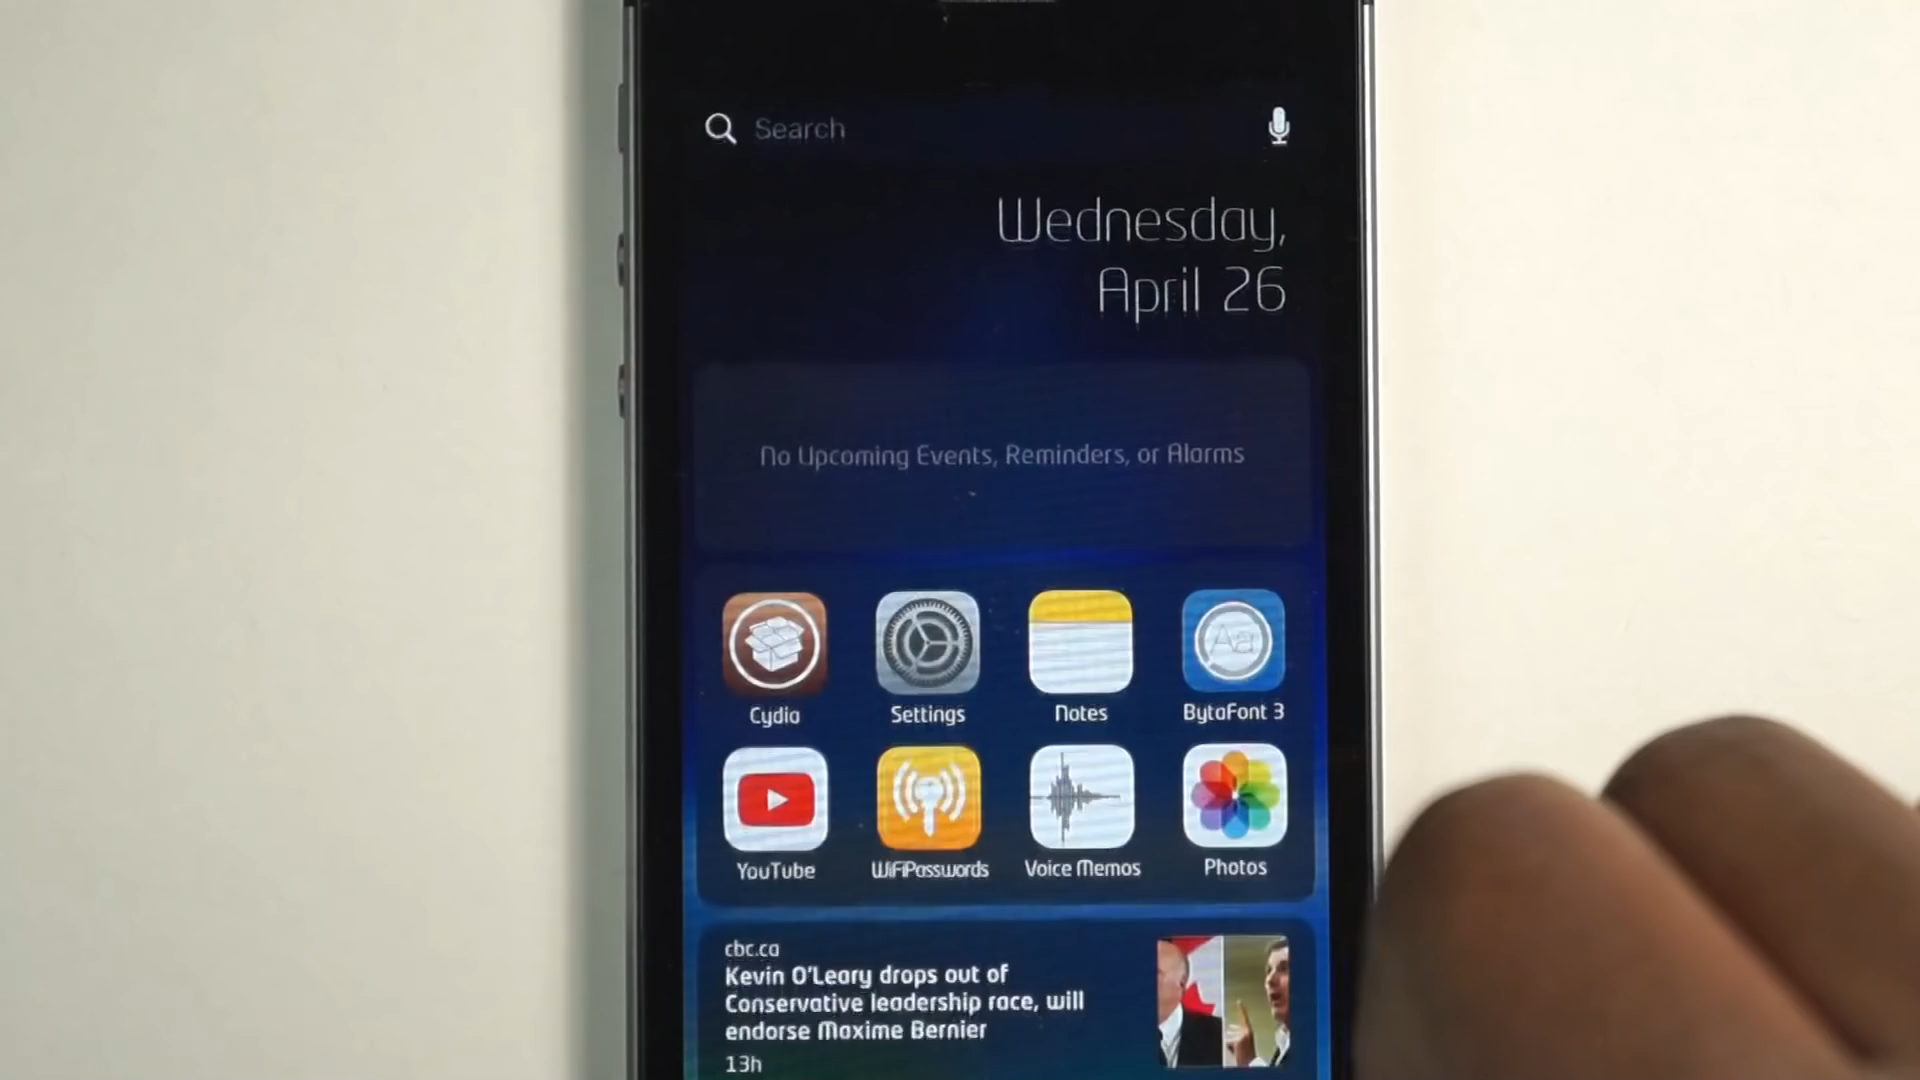 Search
Wednesday,
April 26
No Upcoming Events, Reminders, or Alarms
Aa
Cydia
Settings
Notes
BytaFont 3
YouTube
WiFiPasswords
Voice Memos
Photos
cbc.ca
Kevin O'Leary drops out of
Conservative leadership race, will
endorse Maxime Bernier
13h